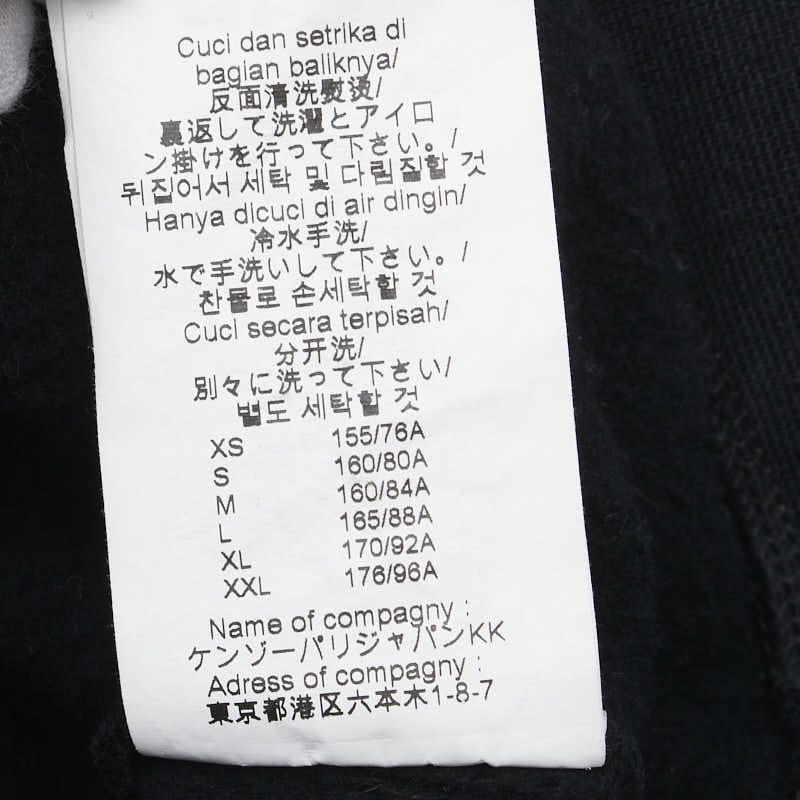 Cuci dan setrika di
bagian baliknya/
反面清洗熨烫/
裏返して洗濯とアイロ
ン掛けを行って下さい。/
뒤집어서 세탁 및 다림질할 것
Hanya dicuci di air dingin/
冷水手洗/
水で手洗いして下さい。/
찬물로 손세탁할 것
Cuci secara terpisah/
分开洗/
別々に洗って下さい/
별도 세탁할 것
XS 155/76A
S 160/80A
M 160/84A
L 165/88A
XL 170/92A
XXL 176/96A
Name of compagny :
ケンゾーパリジャパンKK
Adress of compagny :
東京都港区六本木1-8-7